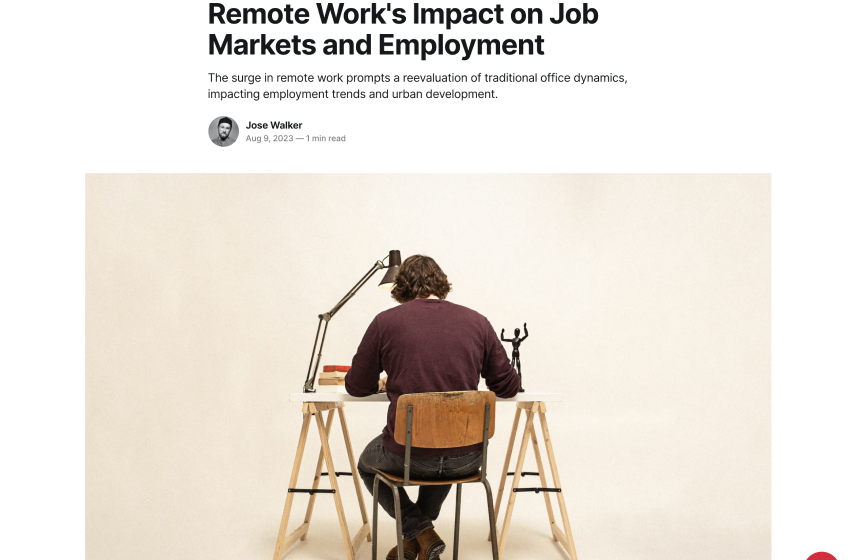 Remote Work's Impact on Job
Markets and Employment
The surge in remote work prompts a reevaluation of traditional office dynamics,
impacting employment trends and urban development.
Jose Walker
Aug 9, 2023 — 1 min read